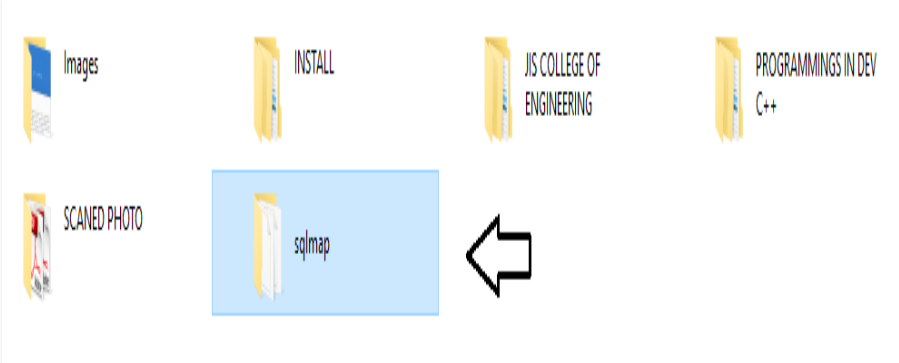 Images
INSTALL
JIS COLLEGE OF
ENGINEERING
PROGRAMMINGS IN DEV
C++
SCANED PHOTO
sqlmap